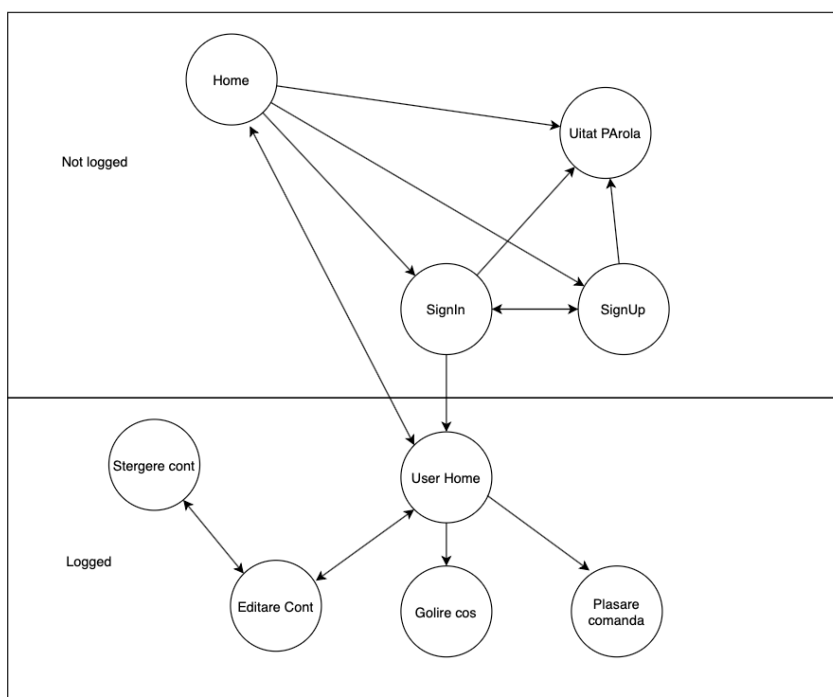 Home
Uitat PArola
Not logged
SignIn
SignUp
Stergere cont
User Home
Logged
Editare Cont
Golire cos
Plasare
comanda